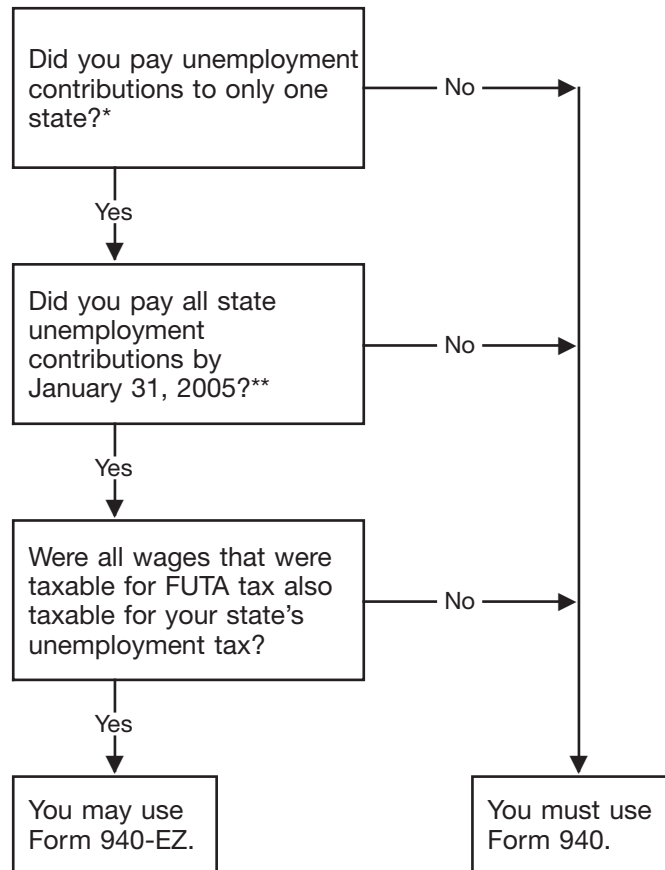 Did you pay unemployment
contributions to only one
state?*
No
Yes
Did you pay all state
unemployment
contributions by
January 31, 2005?**
No
Yes
Were all wages that were
taxable for FUTA tax also
taxable for your state's
unemployment tax?
No
Yes
You may use
Form 940-EZ.
You must use
Form 940.